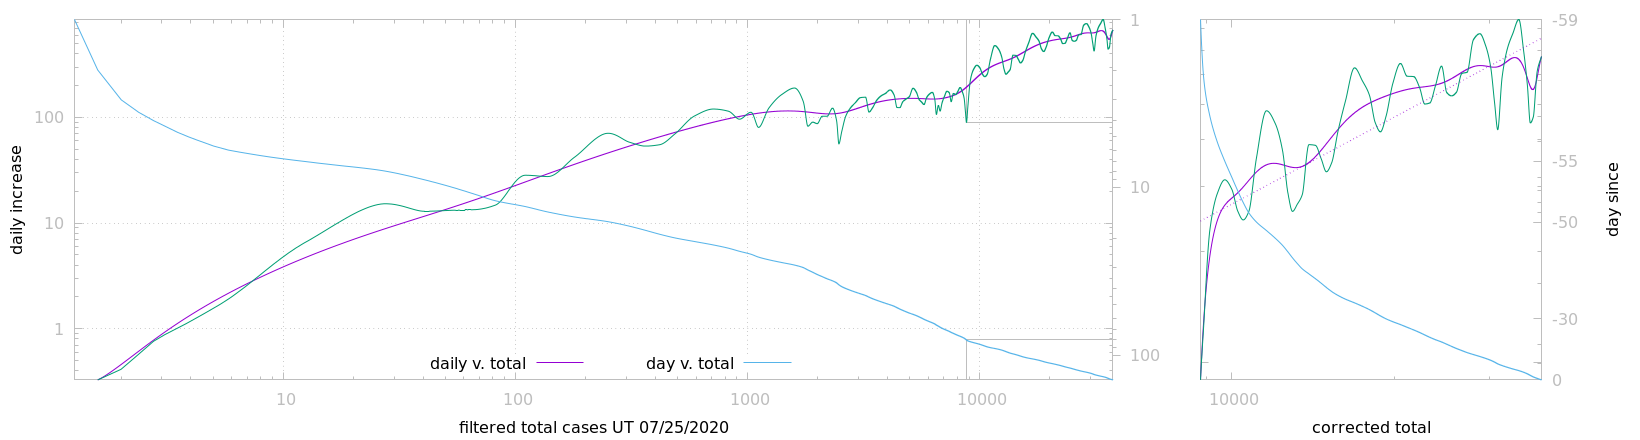 daily increase
100
10
1
daily v. total
day v. total
10
100
1000
10000
filtered total cases UT 07/25/2020
1
10
100
-59
-55
-50
-30
0
day since
10000
corrected total